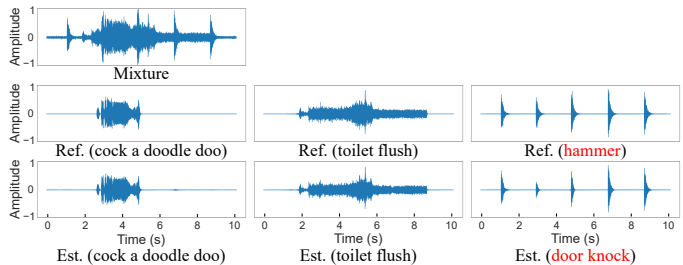 Amplitude
1
0
−1
Mixture
Amplitude
1
0
−1
Ref. (cock a doodle doo)
Ref. (toilet flush)
Ref. (hammer)
Amplitude
1
0
−1
0 2 4 6 8 10
0 2 4 6 8 10
0 2 4 6 8 10
Time (s)
Time (s)
Time (s)
Est. (cock a doodle doo)
Est. (toilet flush)
Est. (door knock)